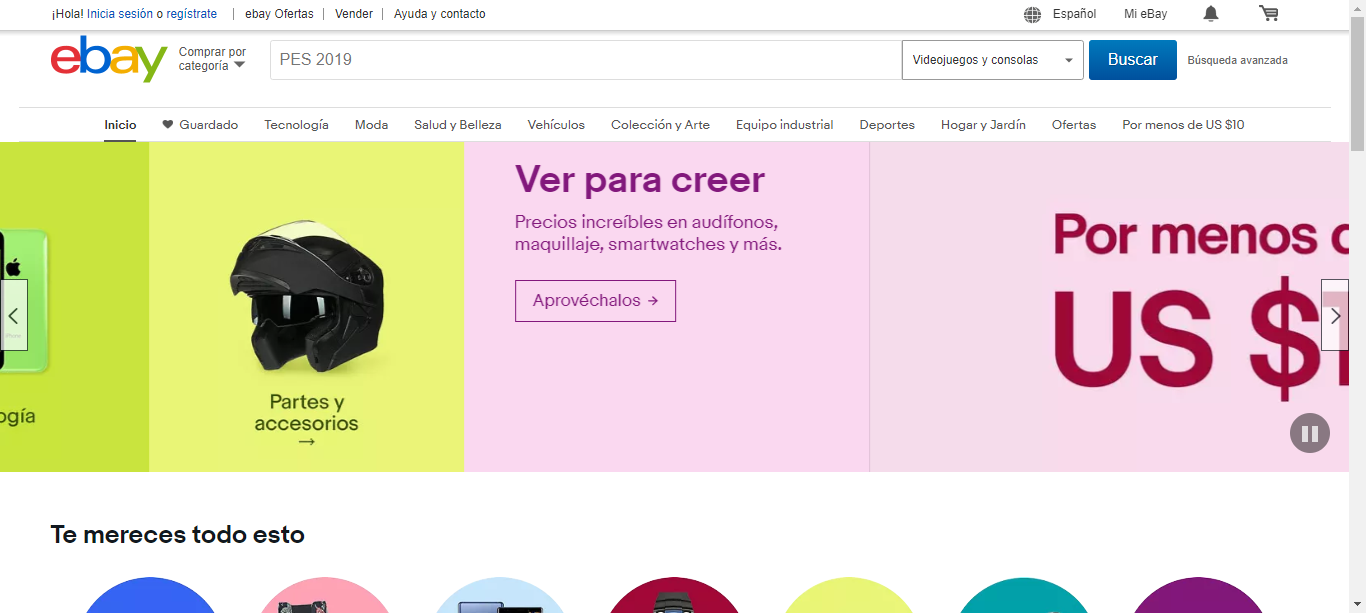 ¡Hola! Inicia sesión o regístrate
ebay Ofertas
Vender
Ayuda y contacto
Español
Mi eBay
ebay
Comprar por
categoría
PES 2019
Videojuegos y consolas
Buscar
Búsqueda avanzada
Inicio
Guardado
Tecnología
Moda
Salud y Belleza
Vehículos
Colección y Arte
Equipo industrial
Deportes
Hogar y Jardín
Ofertas
Por menos de US $10
ogía
Partes y
accesorios
→
Ver para creer
Precios increíbles en audífonos,
maquillaje, smartwatches y más.
Aprovéchalos →
Por menos d
US $1
Te mereces todo esto